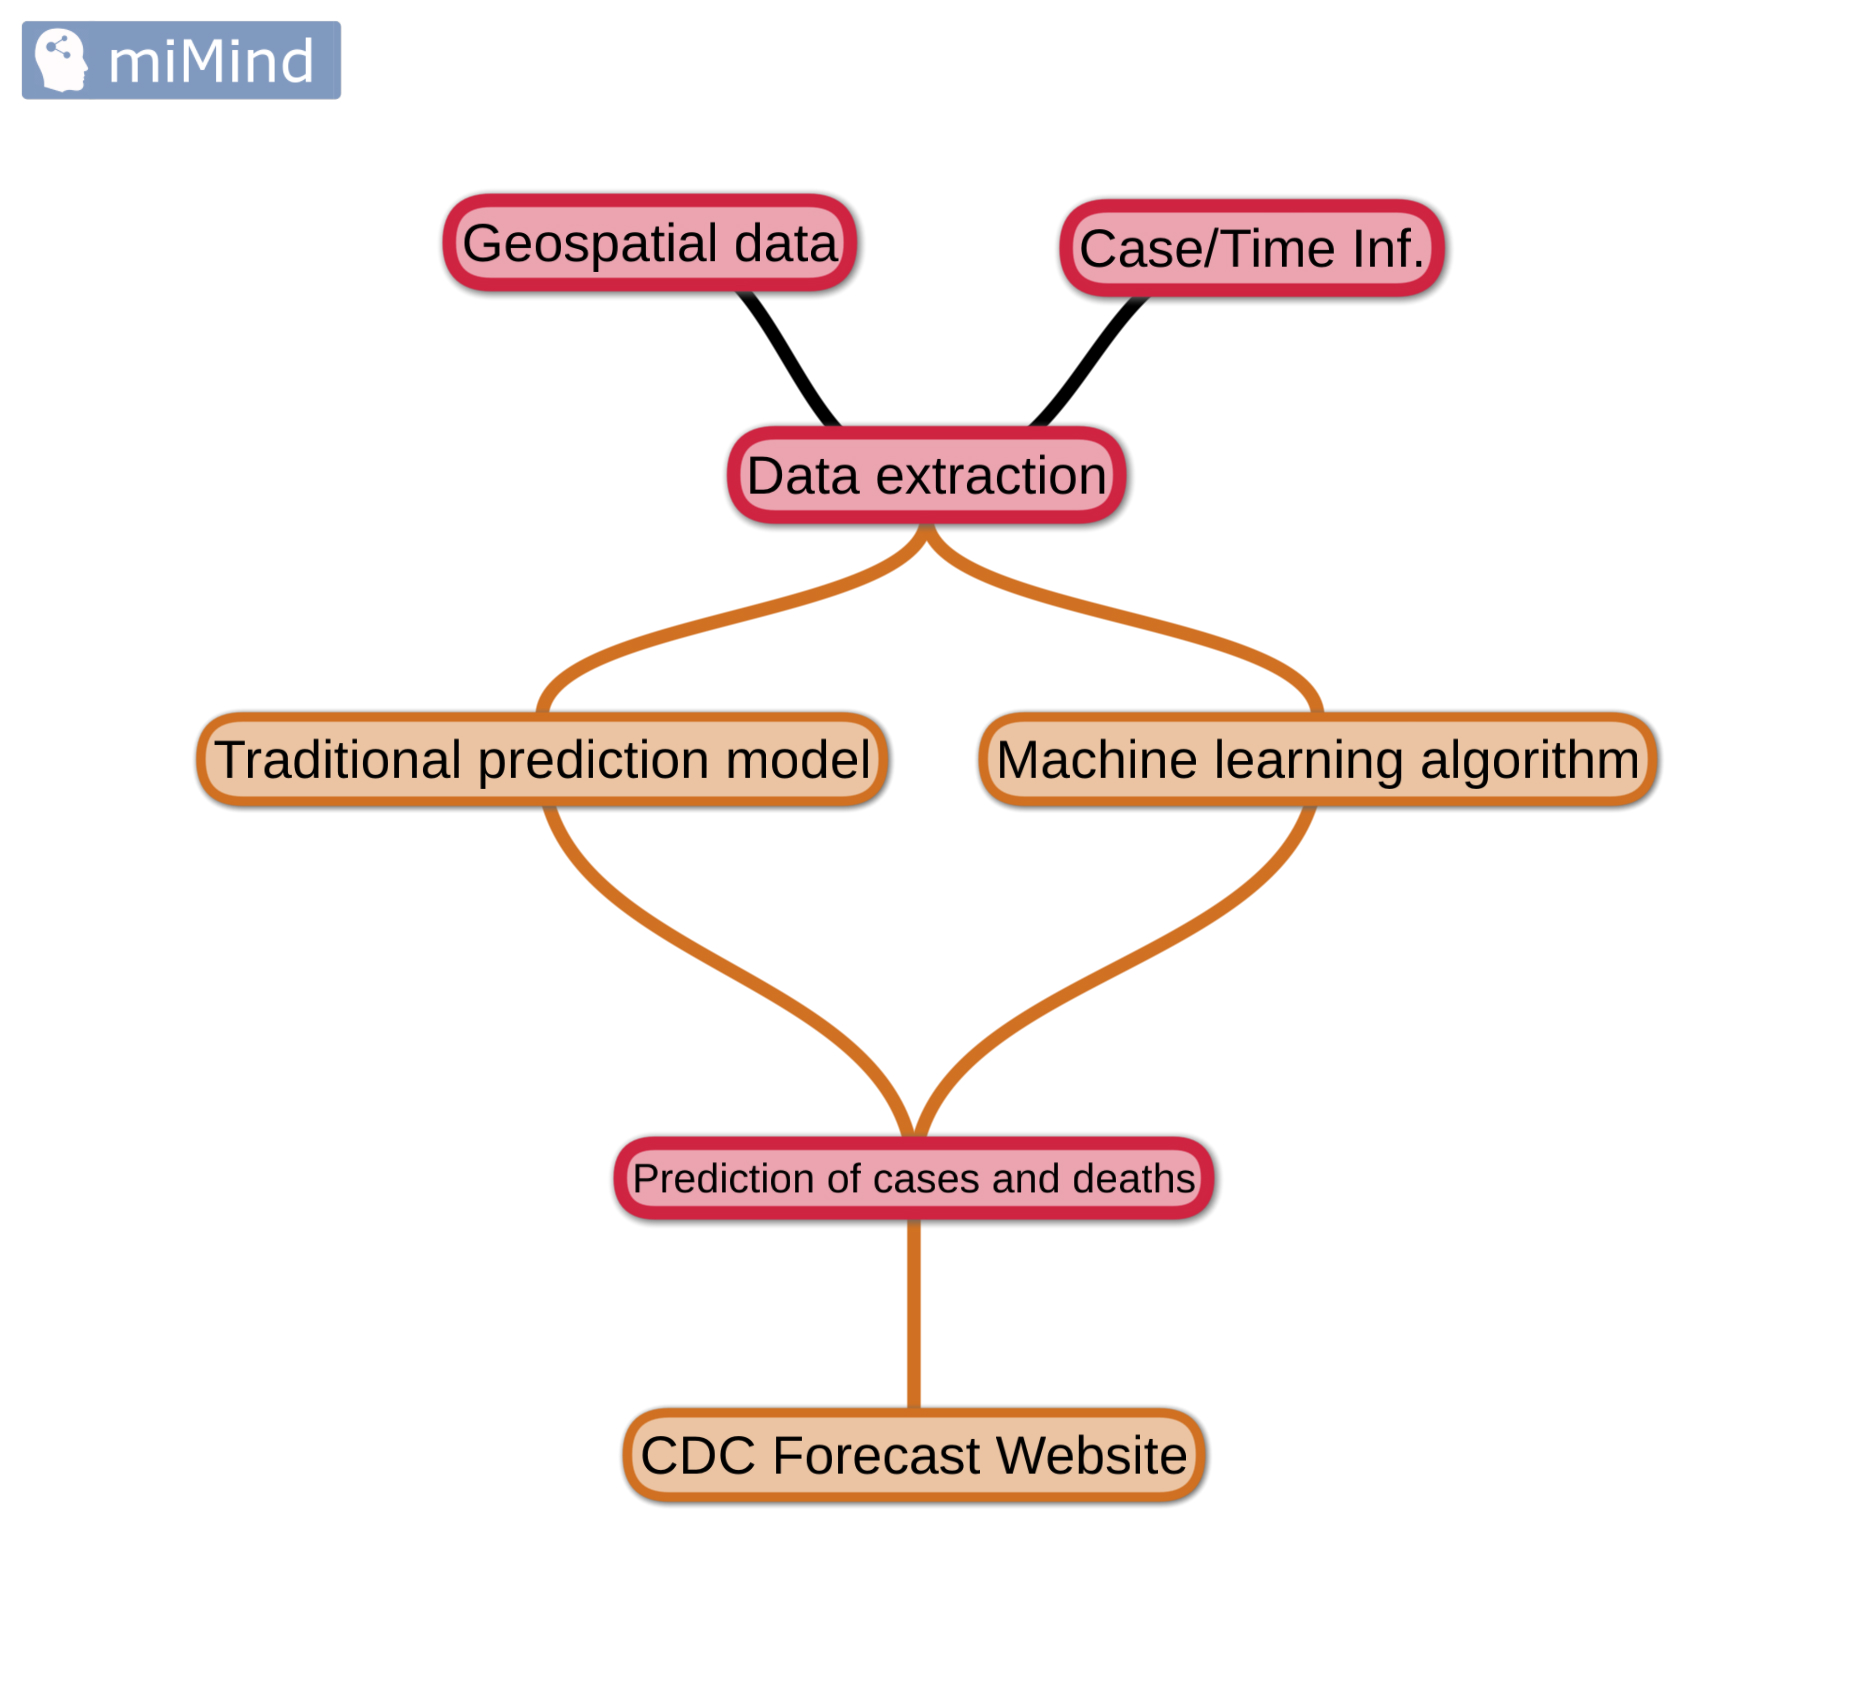 miMind
Geospatial data
Case/Time Inf.
Data extraction
Traditional prediction model
Machine learning algorithm
Prediction of cases and deaths
CDC Forecast Website